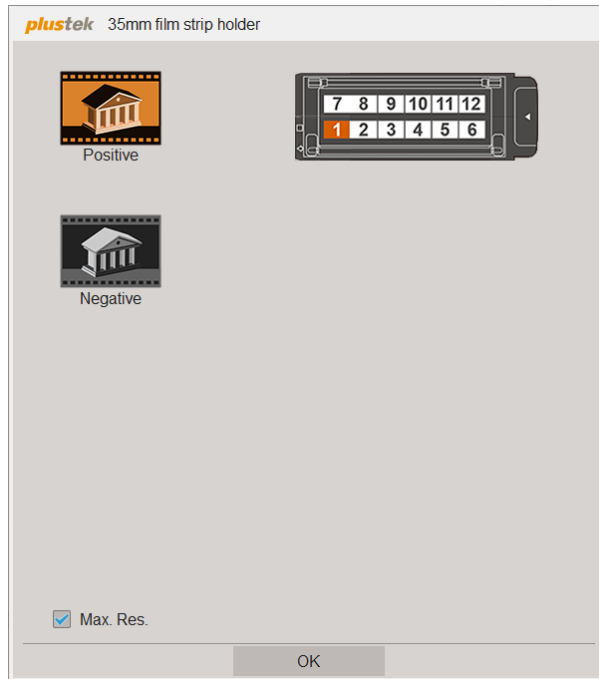 plustek 35mm film strip holder
Positive
7 8 9 10 11 12
1 2 3 4 5 6
Negative
Max. Res.
OK